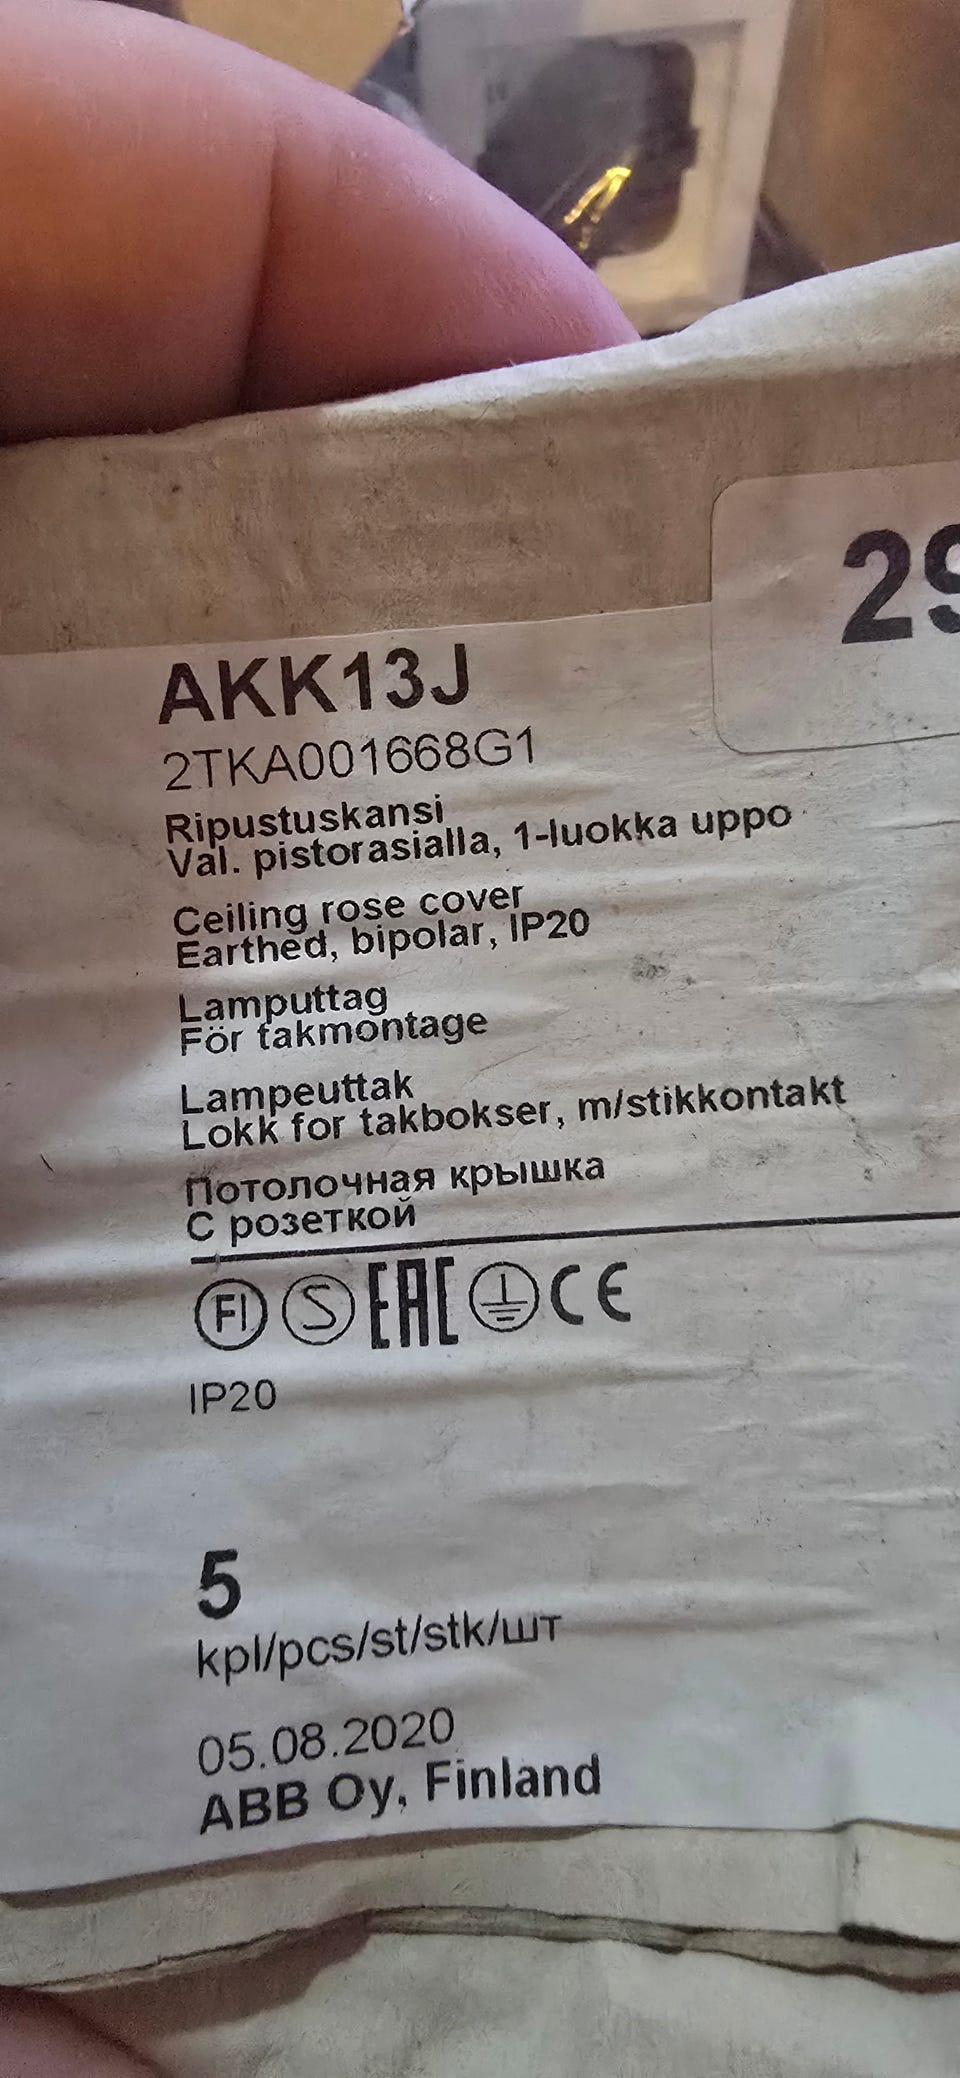 29
AKK13J
2TKA001668G1
Ripustuskansi
Val. pistorasialla, 1-luokka uppo
Ceiling rose cover
Earthed, bipolar, IP20
Lamputtag
För takmontage
Lampeuttak
Lokk for takbokser, m/stikkontakt
Потолочная крышка
С розеткой
FI S EAC CE
IP20
5
kpl/pcs/st/stk/шт
05.08.2020
ABB Oy, Finland